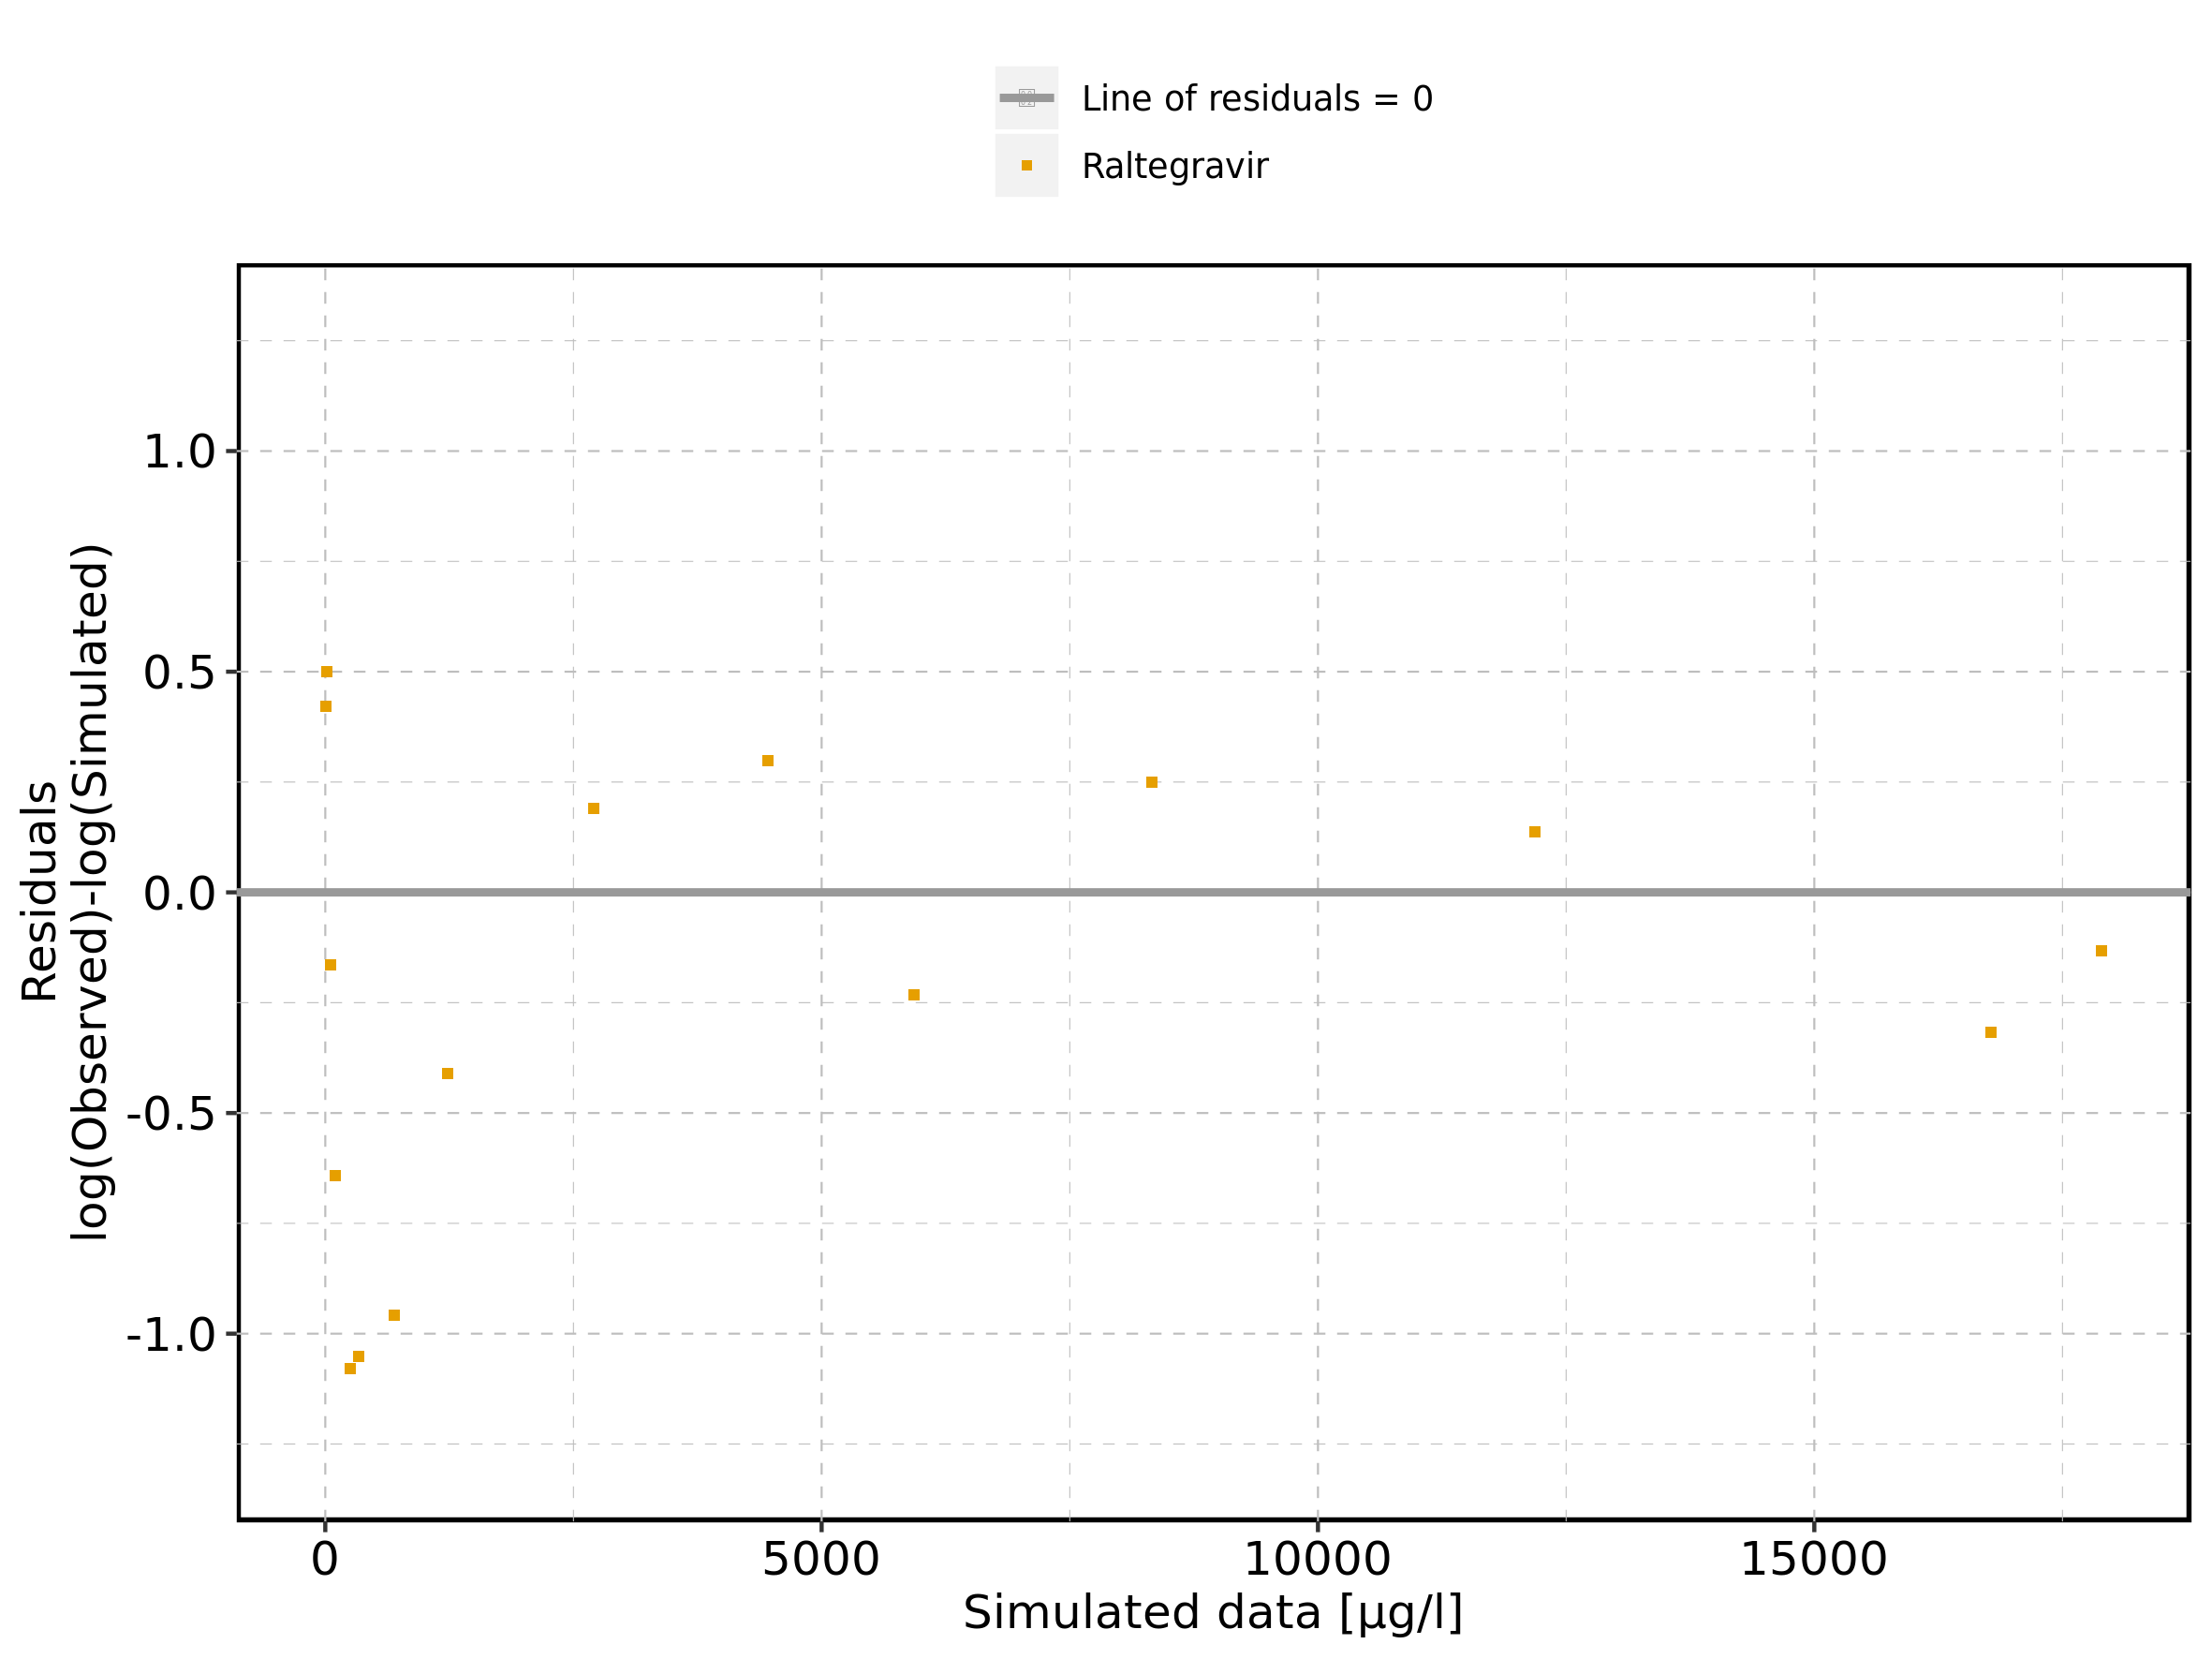 Line of residuals = 0
Raltegravir
Residuals
log(Observed)-log(Simulated)
1.0
0.5
0.0
-0.5
-1.0
0 5000 10000 15000
Simulated data [µg/l]